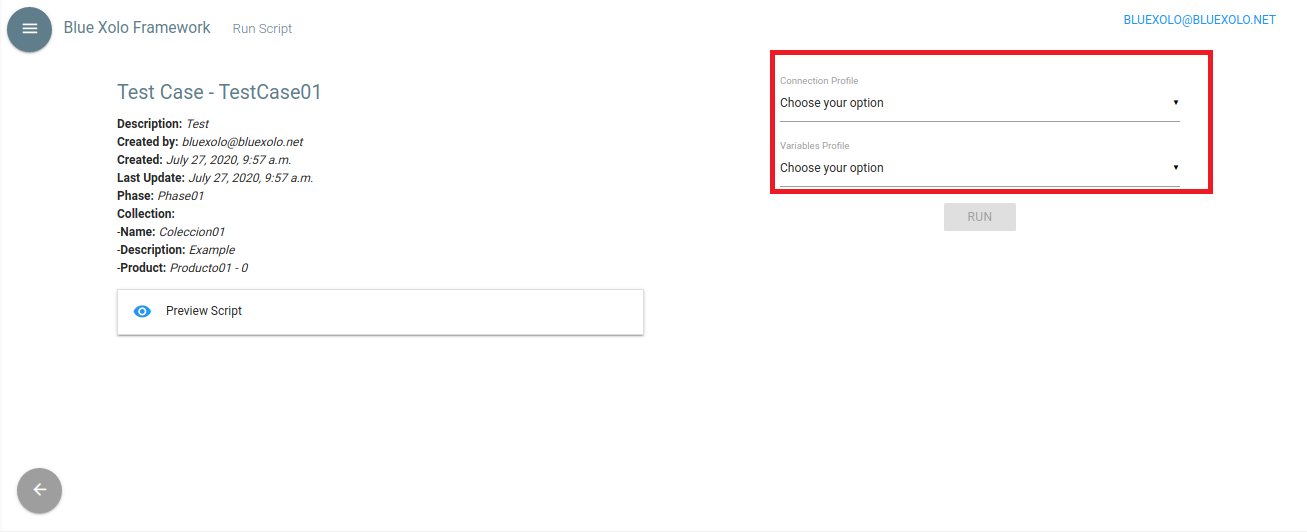 Blue Xolo Framework Run Script
BLUEXOLO@BLUEXOLO.NET
Test Case - TestCase01
Description: Test
Created by: bluexolo@bluexolo.net
Created: July 27, 2020, 9:57 a.m.
Last Update: July 27, 2020, 9:57 a.m.
Phase: Phase01
Collection:
-Name: Coleccion01
-Description: Example
-Product: Producto01 - 0
Preview Script
Connection Profile
Choose your option
Variables Profile
Choose your option
RUN